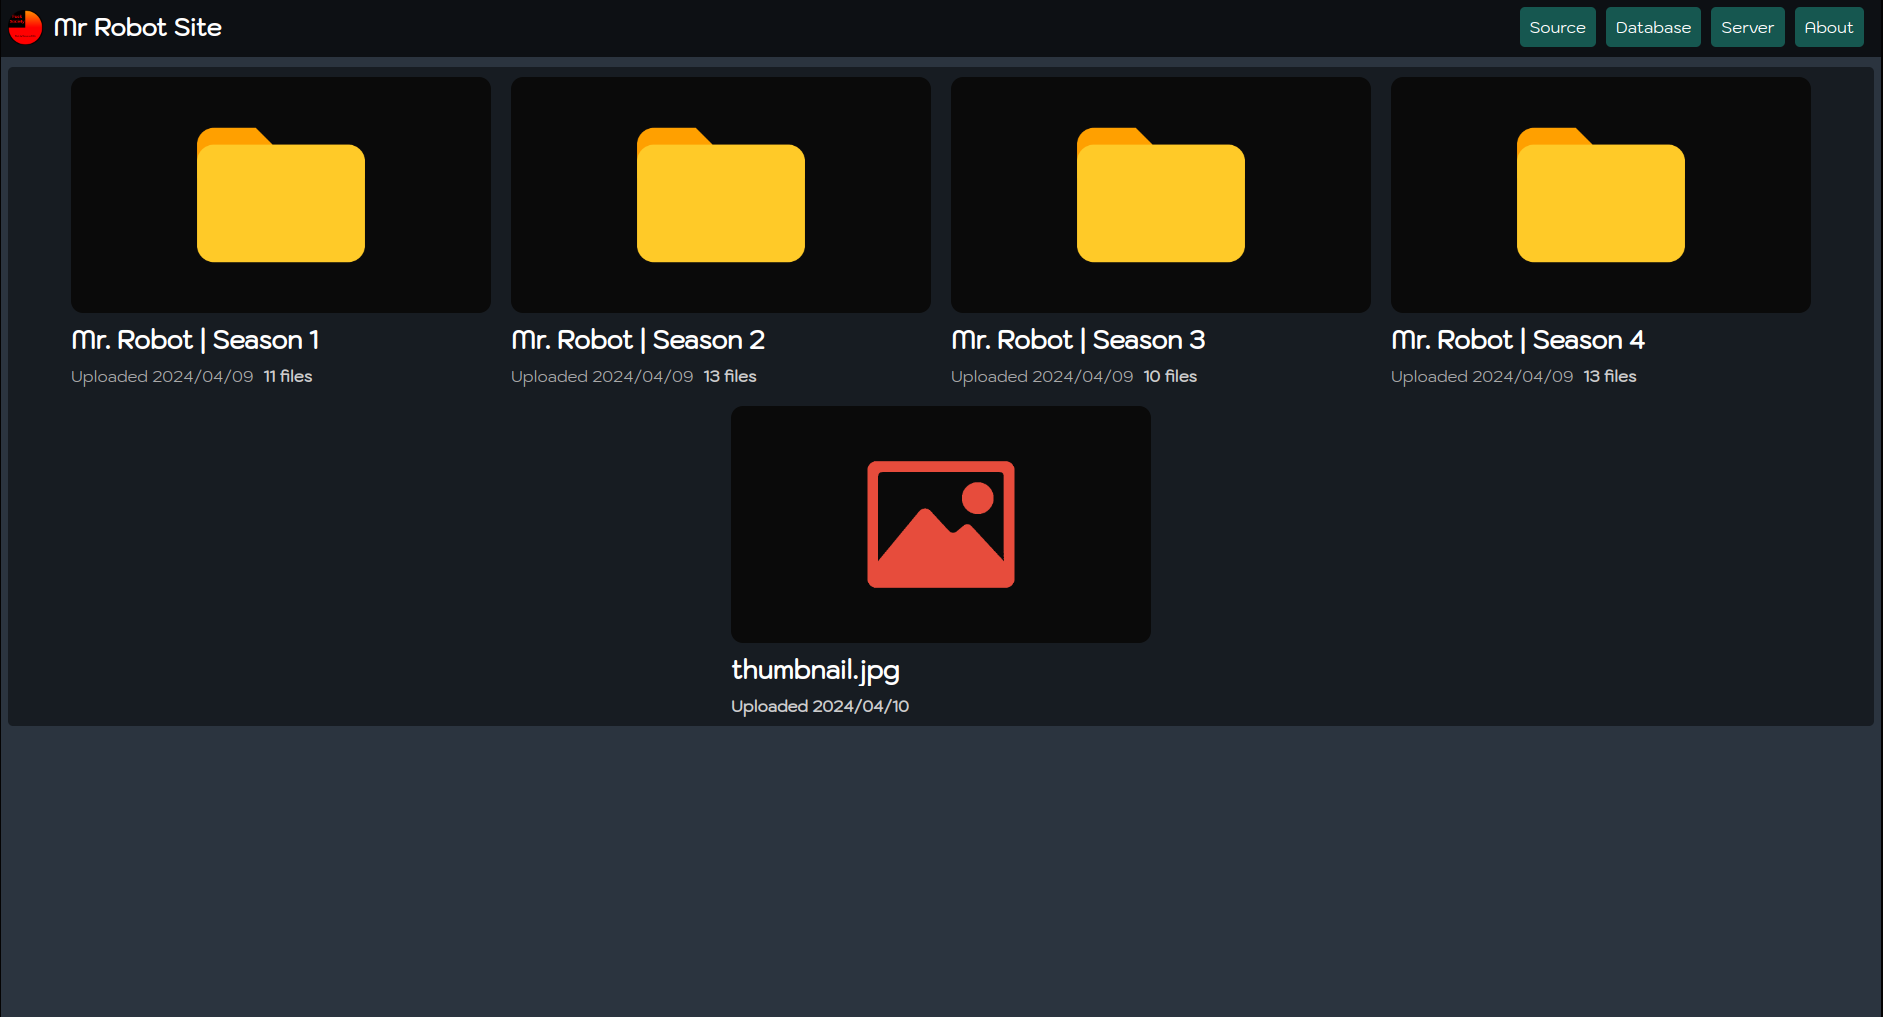 Mr Robot Site
Source
Database
Server
About
Mr. Robot | Season 1
Uploaded 2024/04/09 11 files
Mr. Robot | Season 2
Uploaded 2024/04/09 13 files
Mr. Robot | Season 3
Uploaded 2024/04/09 10 files
Mr. Robot | Season 4
Uploaded 2024/04/09 13 files
thumbnail.jpg
Uploaded 2024/04/10